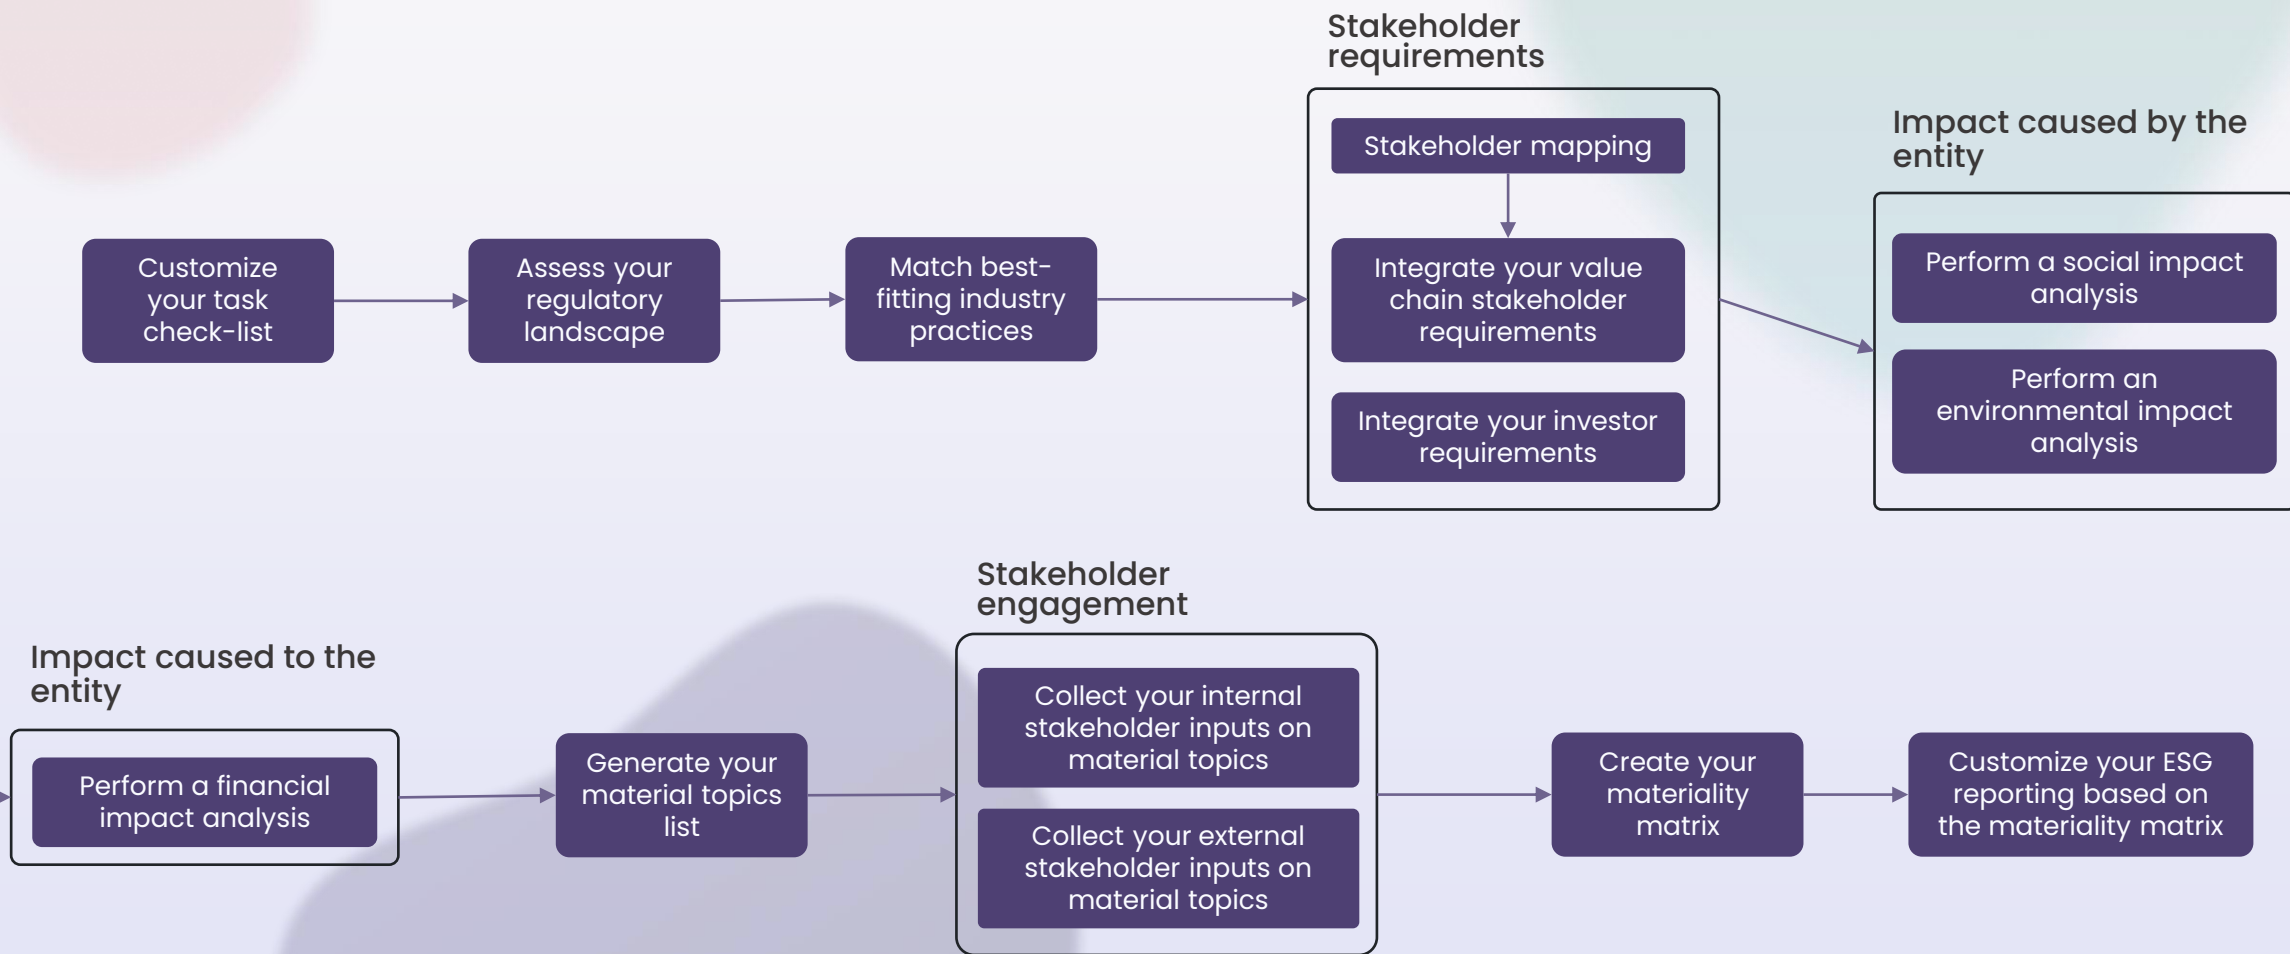 Stakeholder
requirements
Impact caused by the
entity
Customize
your task
check-list
Assess your
regulatory
landscape
Match best-
fitting industry
practices
Stakeholder mapping
Integrate your value
chain stakeholder
requirements
Integrate your investor
requirements
Perform a social impact
analysis
Perform an
environmental impact
analysis
Impact caused to the
entity
Perform a financial
impact analysis
Generate your
material topics
list
Stakeholder
engagement
Collect your internal
stakeholder inputs on
material topics
Collect your external
stakeholder inputs on
material topics
Create your
materiality
matrix
Customize your ESG
reporting based on
the materiality matrix